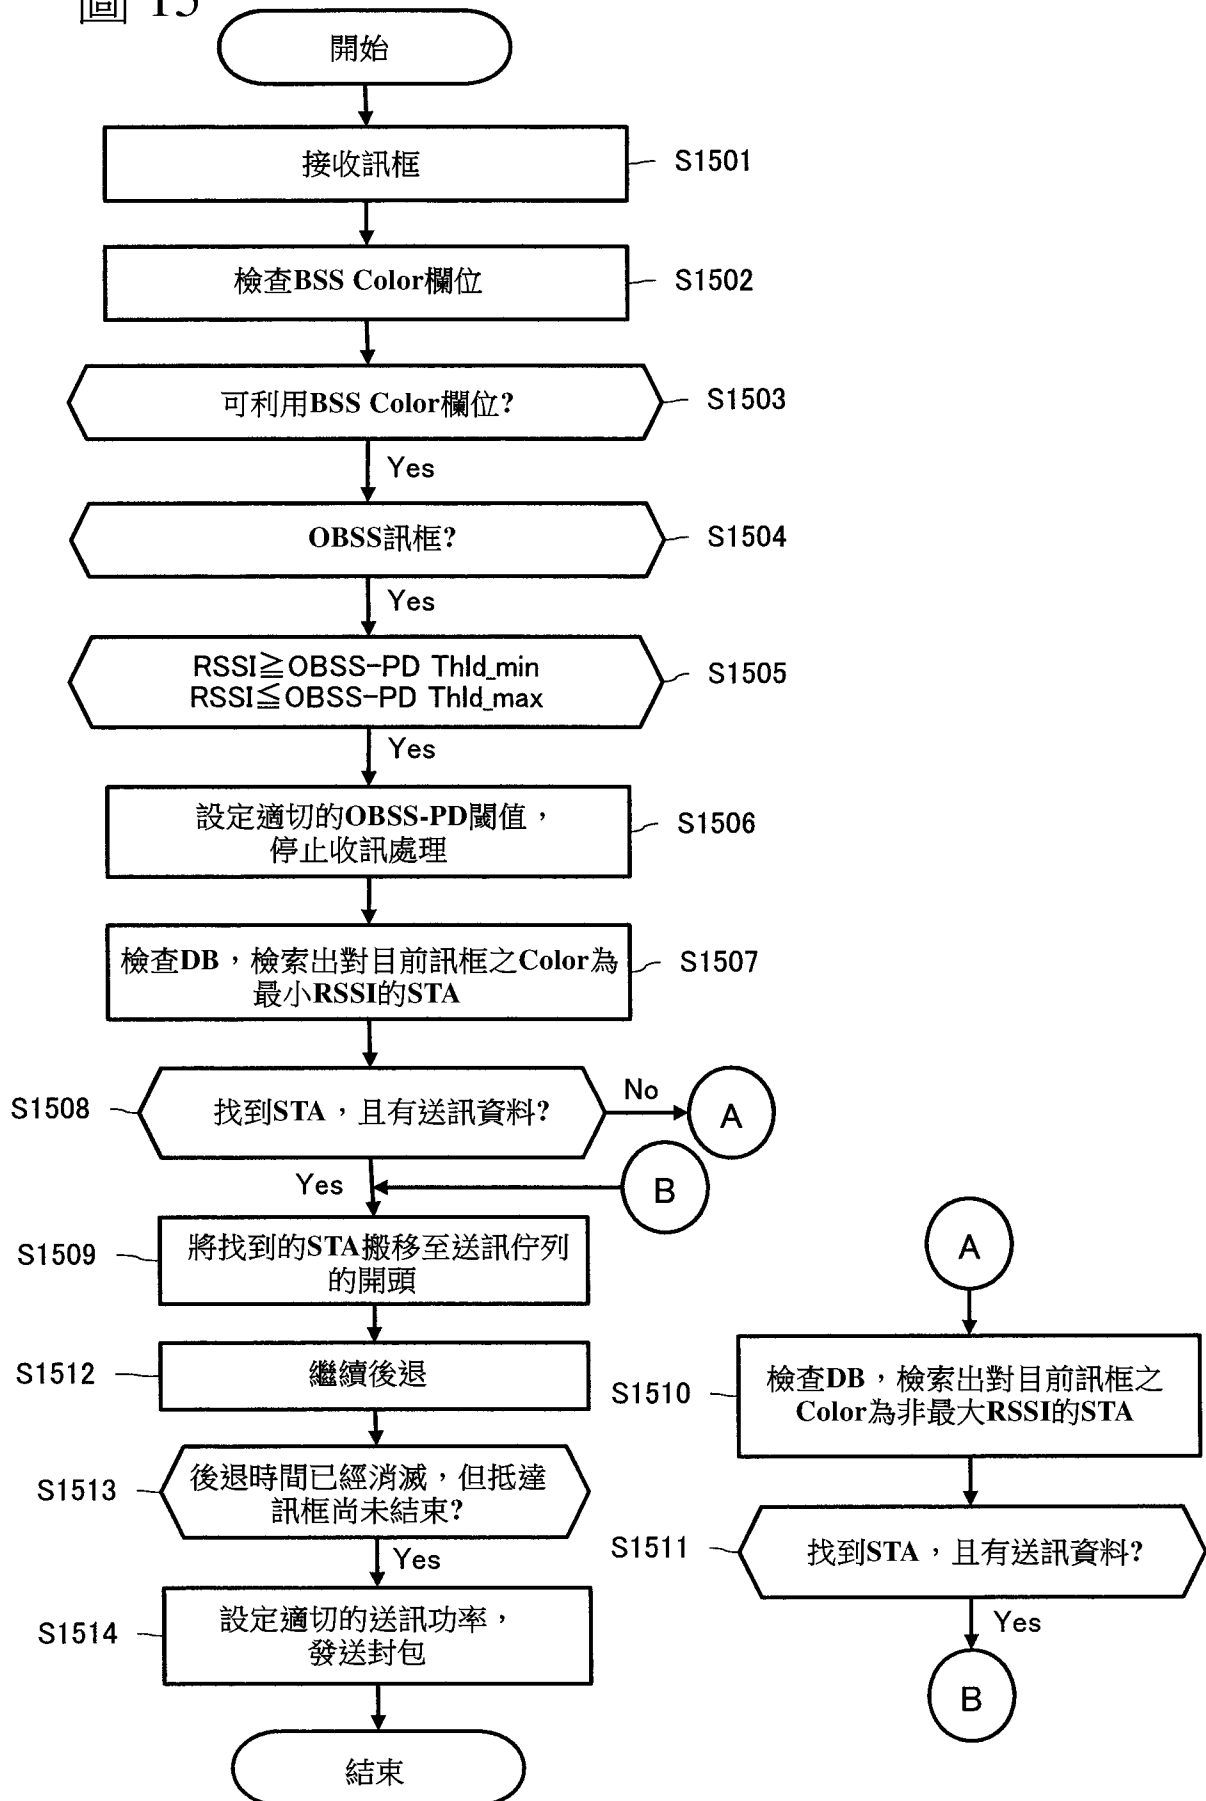 圖 15
開始
接收訊框
S1501
檢查BSS Color欄位
S1502
可利用BSS Color欄位?
S1503
Yes
OBSS訊框?
S1504
Yes
RSSI≧OBSS-PD Thld_min
RSSI≦OBSS-PD Thld_max
S1505
Yes
設定適切的OBSS-PD閾值，
停止收訊處理
S1506
檢查DB，檢索出對目前訊框之Color為
最小RSSI的STA
S1507
S1508
找到STA，且有送訊資料?
No
A
Yes
B
S1509
將找到的STA搬移至送訊佇列
的開頭
S1512
繼續後退
S1513
後退時間已經消滅，但抵達
訊框尚未結束?
Yes
S1514
設定適切的送訊功率，
發送封包
結束
A
S1510
檢查DB，檢索出對目前訊框之
Color為非最大RSSI的STA
S1511
找到STA，且有送訊資料?
Yes
B